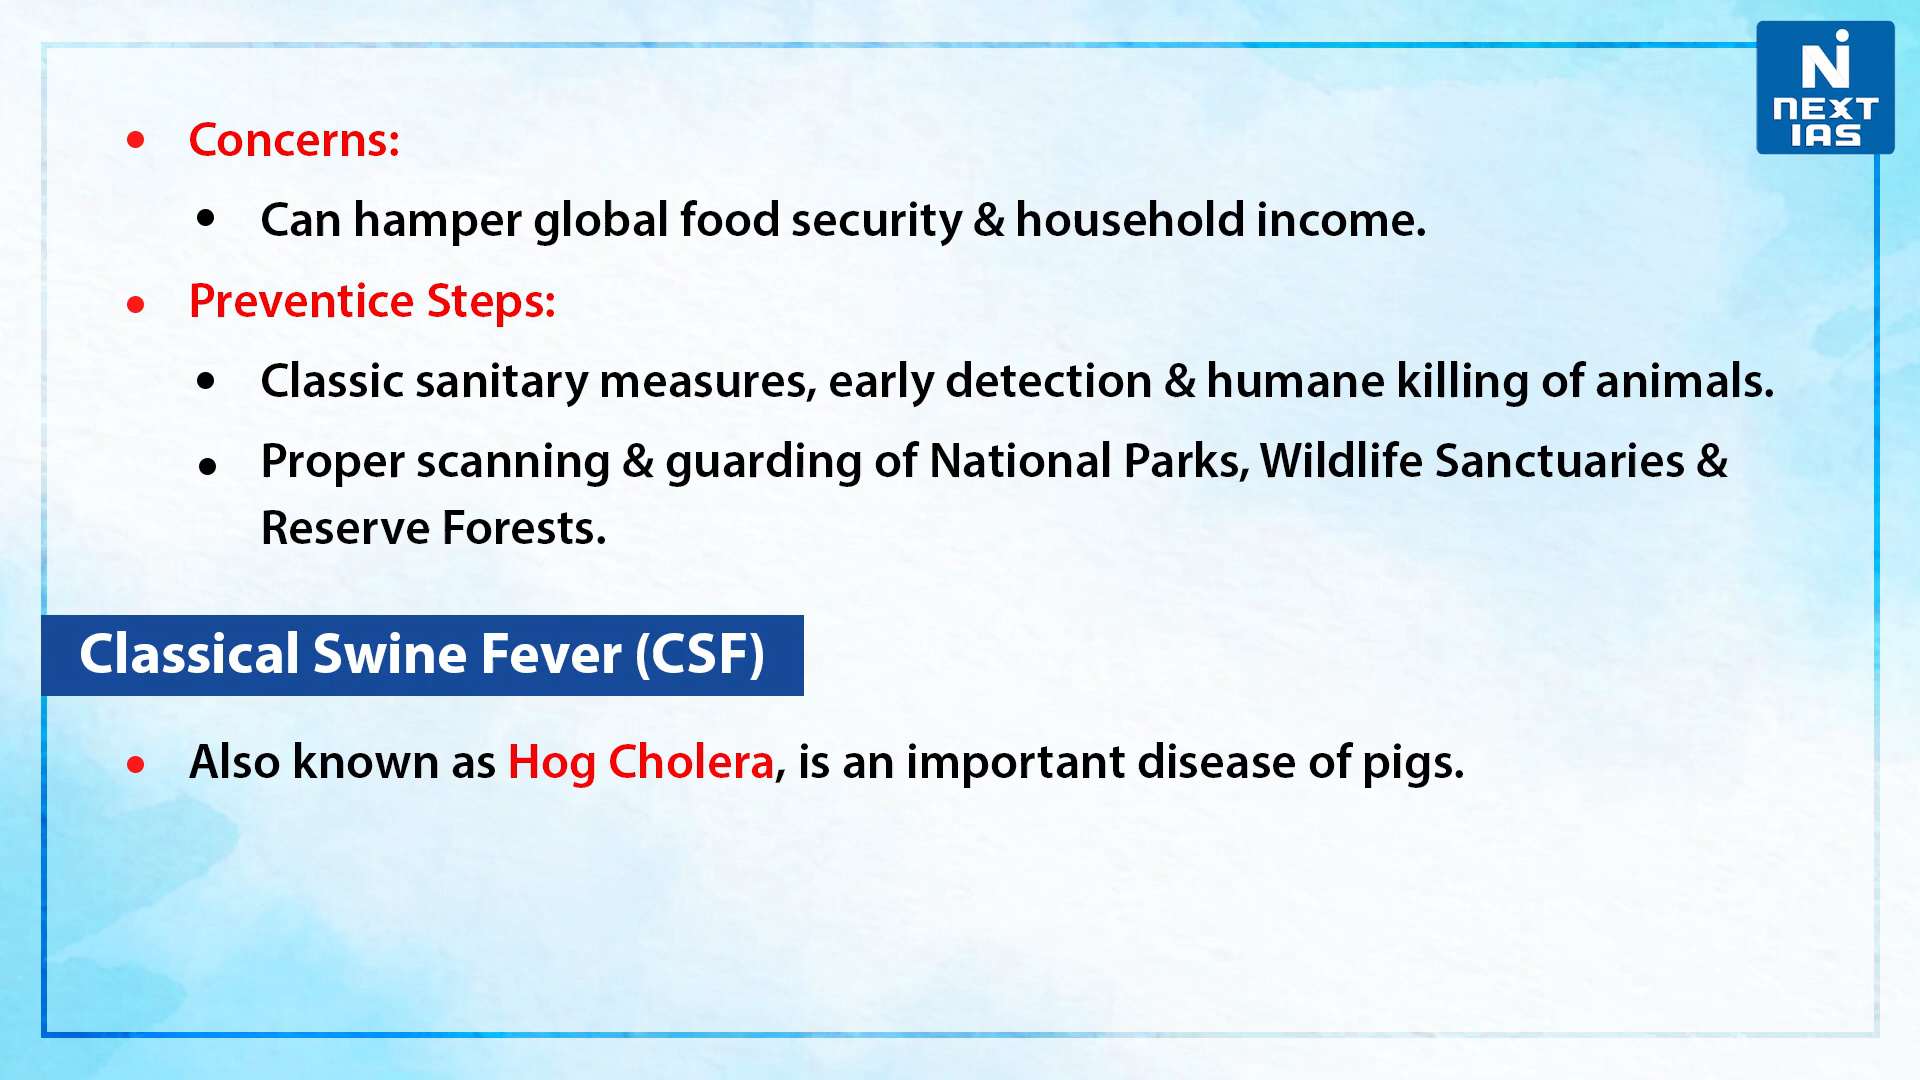 NEXT
IAS
• Concerns:
• Can hamper global food security & household income.
• Preventice Steps:
• Classic sanitary measures, early detection & humane killing of animals.
• Proper scanning & guarding of National Parks, Wildlife Sanctuaries &
Reserve Forests.
Classical Swine Fever (CSF)
• Also known as Hog Cholera, is an important disease of pigs.